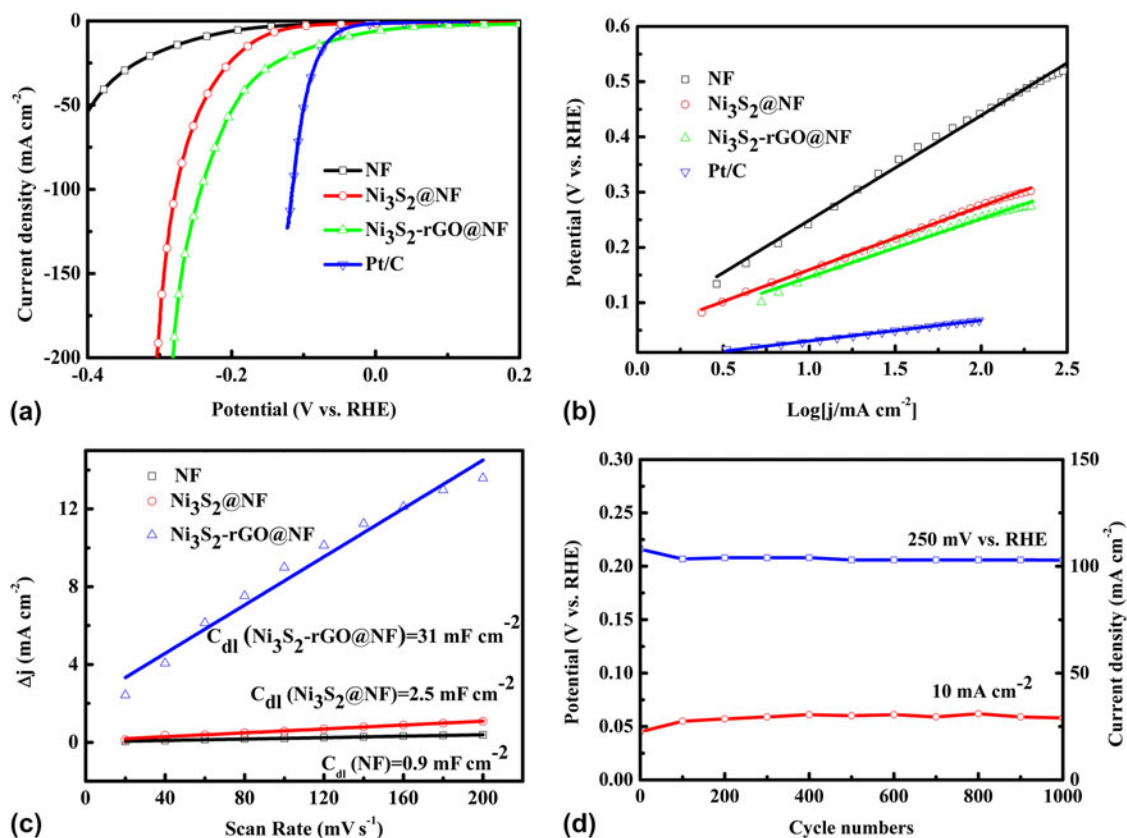 0
-50
-100
-150
-200
-0.4
-0.2
0.0
0.2
Current density (mA cm⁻²)
Potential (V vs. RHE)
NF
Ni₃S₂@NF
Ni₃S₂-rGO@NF
Pt/C
(a)
0.6
0.5
0.4
0.3
0.2
0.1
0.0
0.5
1.0
1.5
2.0
2.5
Potential (V vs. RHE)
Log[j/mA cm⁻²]
NF
Ni₃S₂@NF
Ni₃S₂-rGO@NF
Pt/C
(b)
12
8
4
0
0
40
80
120
160
200
Δj (mA cm⁻²)
Scan Rate (mV s⁻¹)
NF
Ni₃S₂@NF
Ni₃S₂-rGO@NF
C_dl (Ni₃S₂-rGO@NF)=31 mF cm⁻²
C_dl (Ni₃S₂@NF)=2.5 mF cm⁻²
C_dl (NF)=0.9 mF cm⁻²
(c)
0.30
0.25
0.20
0.15
0.10
0.05
0.00
0
200
400
600
800
1000
150
100
50
0
Potential (V vs. RHE)
Current density (mA cm⁻²)
250 mV vs. RHE
10 mA cm⁻²
Cycle numbers
(d)